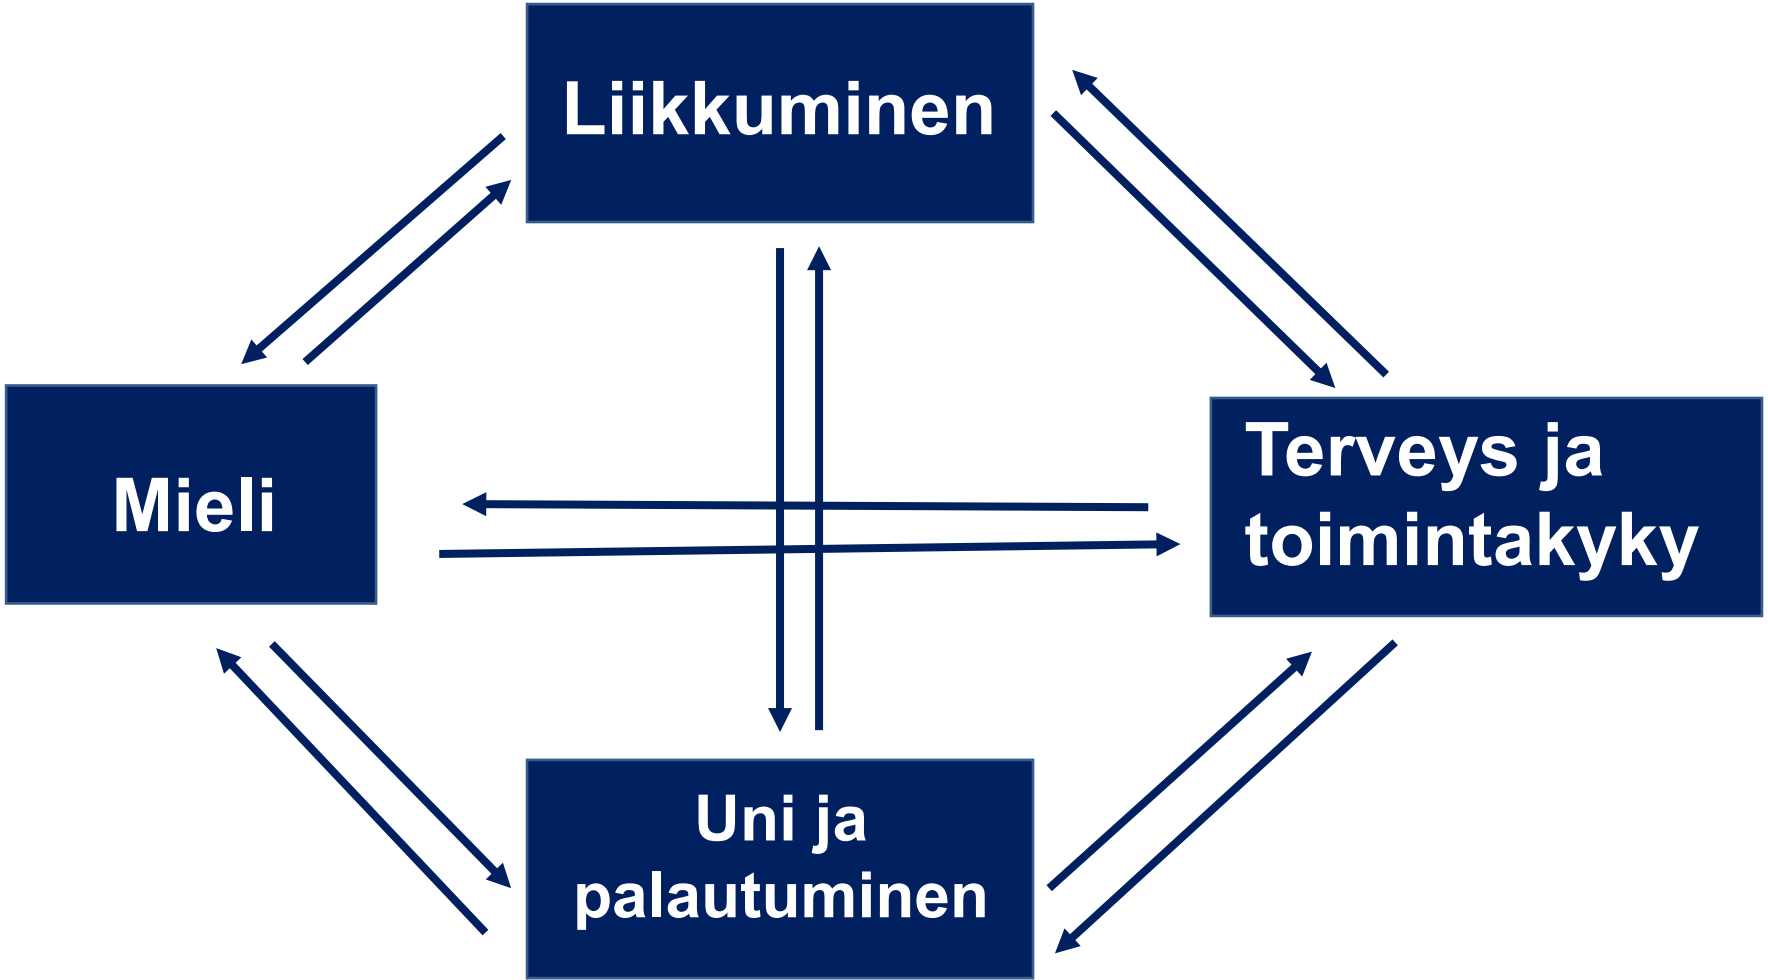 Liikkuminen
Mieli
Terveys ja
toimintakyky
Uni ja
palautuminen